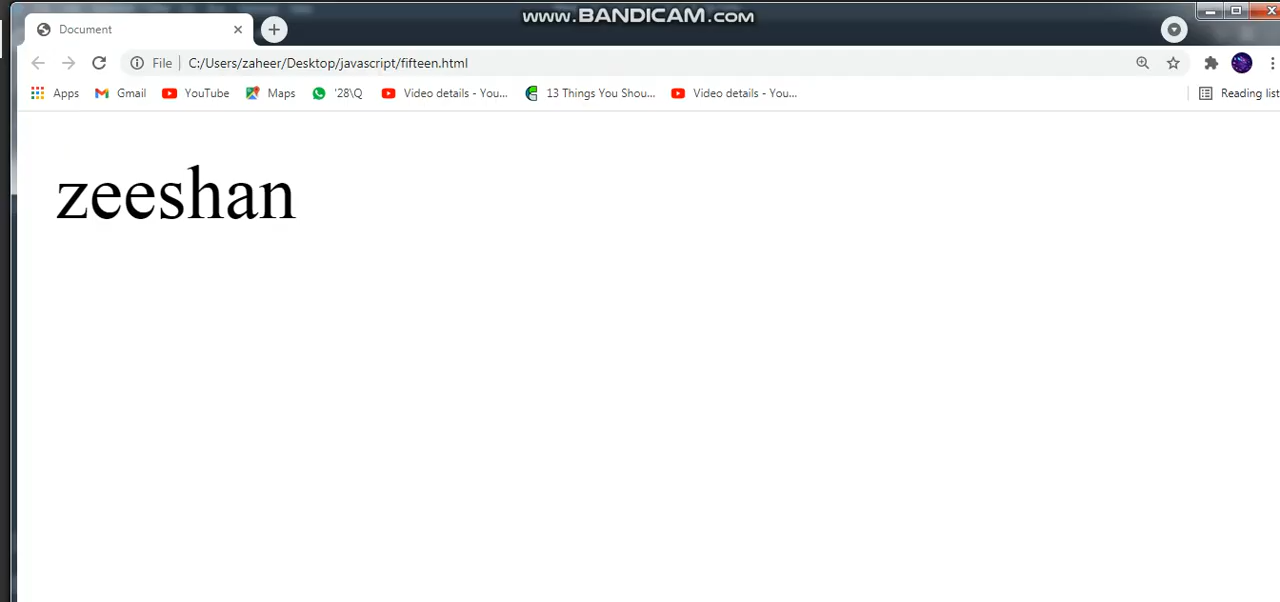 www.BANDICAM.COM
Document
File C:/Users/zaheer/Desktop/javascript/fifteen.html
Apps Gmail YouTube Maps '28\Q Video details - You... 13 Things You Shou... Video details - You... Reading list
zeeshan